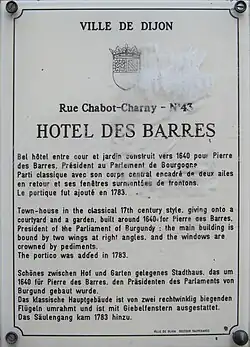 VILLE DE DIJON
Rue Chabot-Charny - N°43
HOTEL DES BARRES
Bel hôtel entre cour et jardin construit vers 1640 pour Pierre
des Barres, Président au Parlement de Bourgogne
Parti classique avec son corps central encadré de deux ailes
en retour et ses fenêtres surmontées de frontons.
Le portique fut ajouté en 1783.
Town-house in the classical 17th century style, giving onto a
courtyard and a garden, built around 1640 for Pierre des Barres,
President of the Parliament of Burgundy : the main building is
bound by two wings at right angles, and the windows are
crowned by pediments.
The portico was added in 1783.
Schönes zwischen Hof und Garten gelegenes Stadthaus, das um
1640 für Pierre des Barres, den Präsidenten des Parlaments von
Burgund gebaut wurde.
Das klassische Hauptgebäude ist von zwei rechtwinklig biegenden
Flügeln umrahmt und ist mit Giebelfenstern ausgestattet.
Das Säulengang kam 1783 hinzu.
VILLE DE DIJON